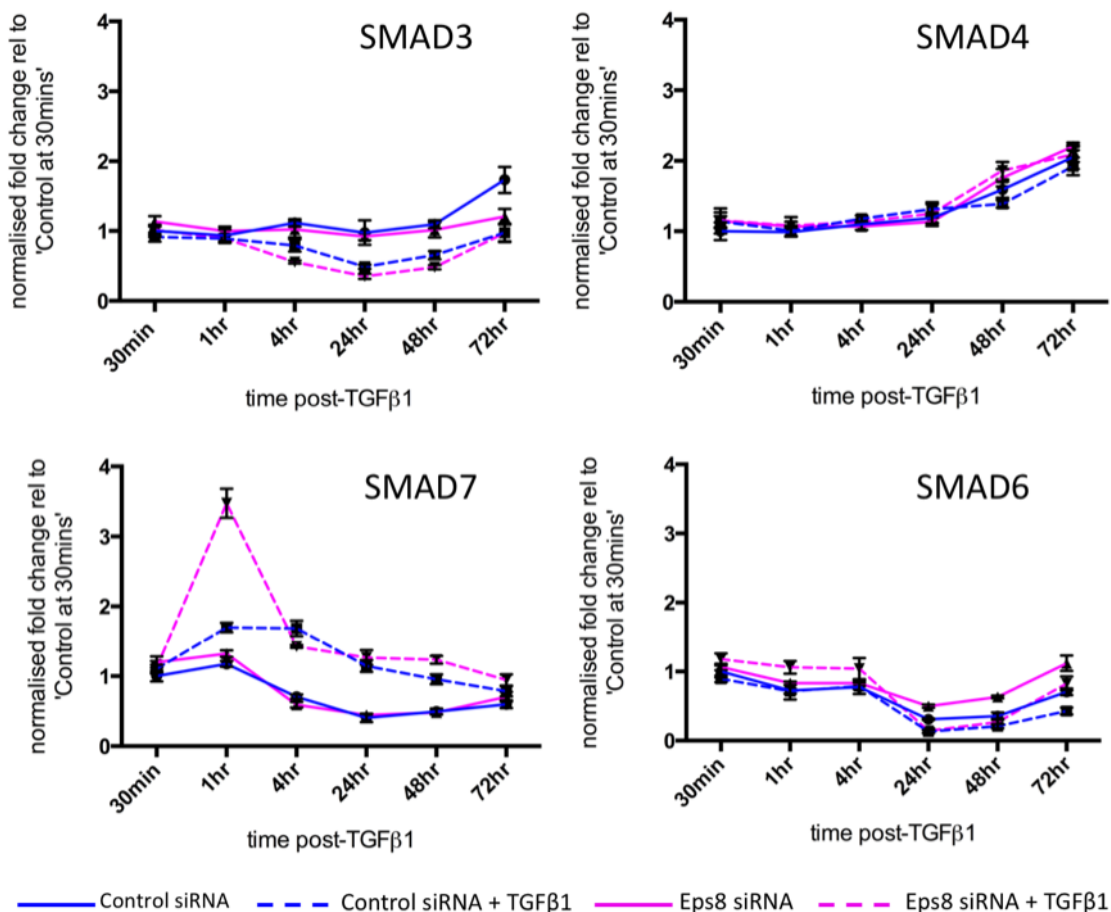 SMAD3
normalised fold change rel to
'Control at 30mins'
4
3
2
1
0
30min
1hr
4hr
24hr
48hr
72hr
time post-TGFβ1
SMAD4
normalised fold change rel to
'Control at 30mins'
4
3
2
1
0
30min
1hr
4hr
24hr
48hr
72hr
time post-TGFβ1
SMAD7
normalised fold change rel to
'Control at 30mins'
4
3
2
1
0
30min
1hr
4hr
24hr
48hr
72hr
time post-TGFβ1
SMAD6
normalised fold change rel to
'Control at 30mins'
4
3
2
1
0
30min
1hr
4hr
24hr
48hr
72hr
time post-TGFβ1
Control siRNA
Control siRNA + TGFβ1
Eps8 siRNA
Eps8 siRNA + TGFβ1